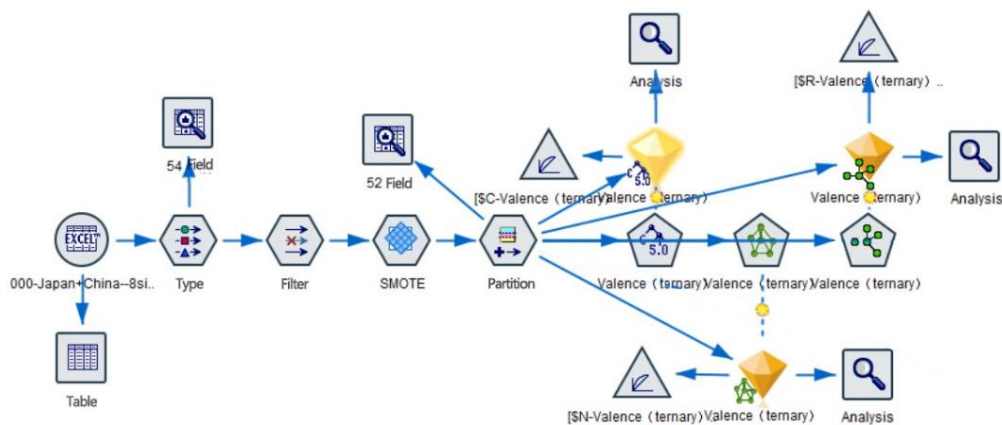 Analysis
[$R-Valence（ternary）..
54 Field
52 Field
[$C-Valence（ternary）
Valence（ternary）
C
5.0
Valence（ternary）
Analysis
EXCEL™
C
5.0
000-Japan+China--8si..
Type
Filter
SMOTE
Partition
Valence（ternary）
Valence（ternary）
Valence（ternary）
Table
[$N-Valence（ternary）
Valence（ternary）
Analysis